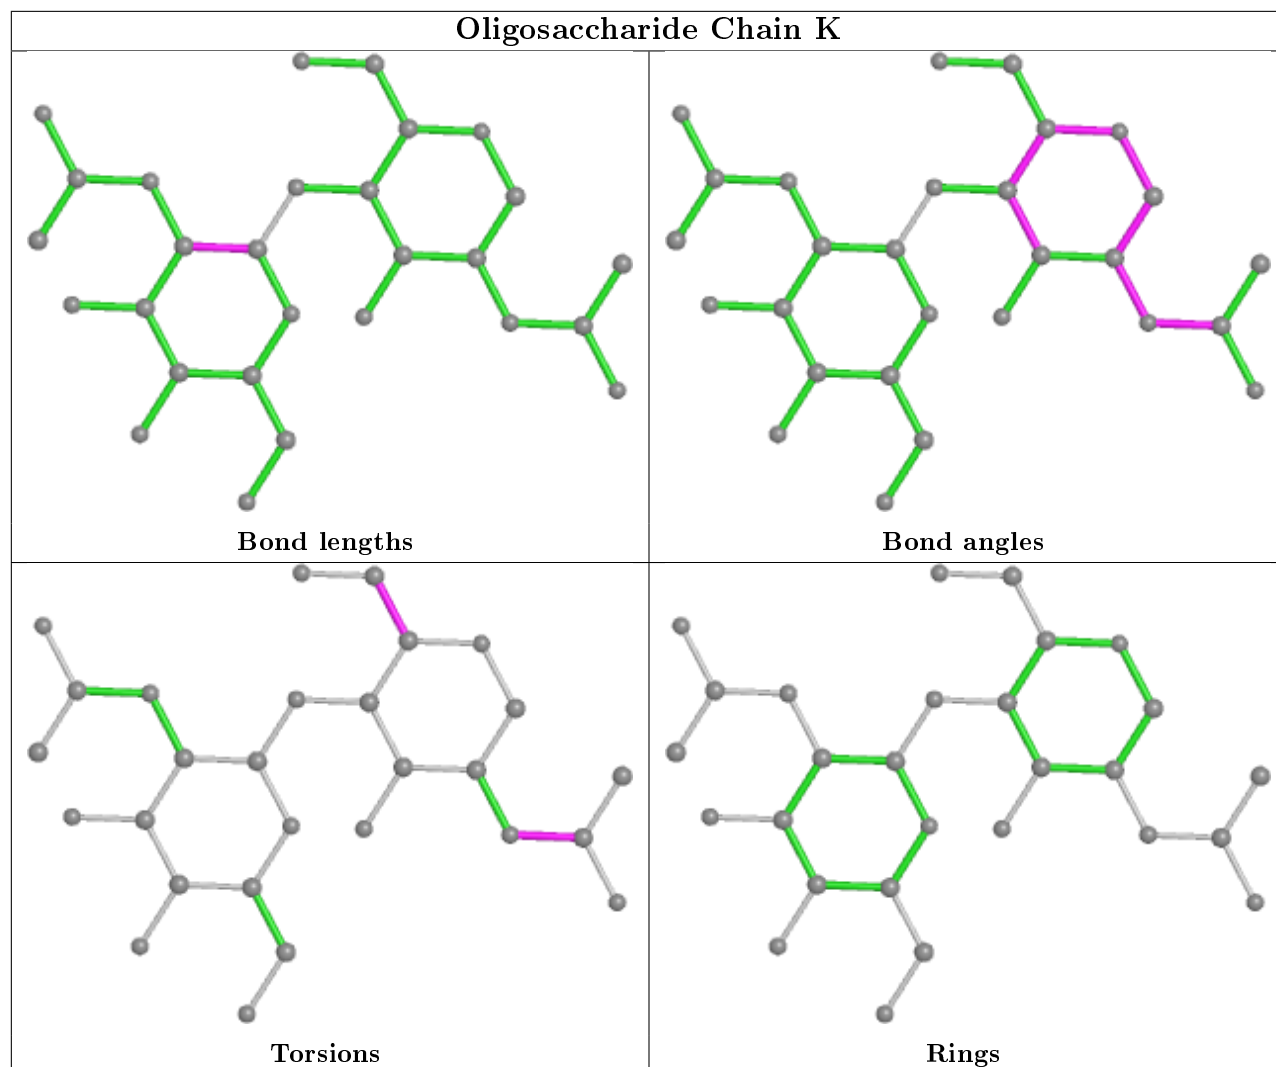 Oligosaccharide Chain K
Bond lengths
Bond angles
Torsions
Rings